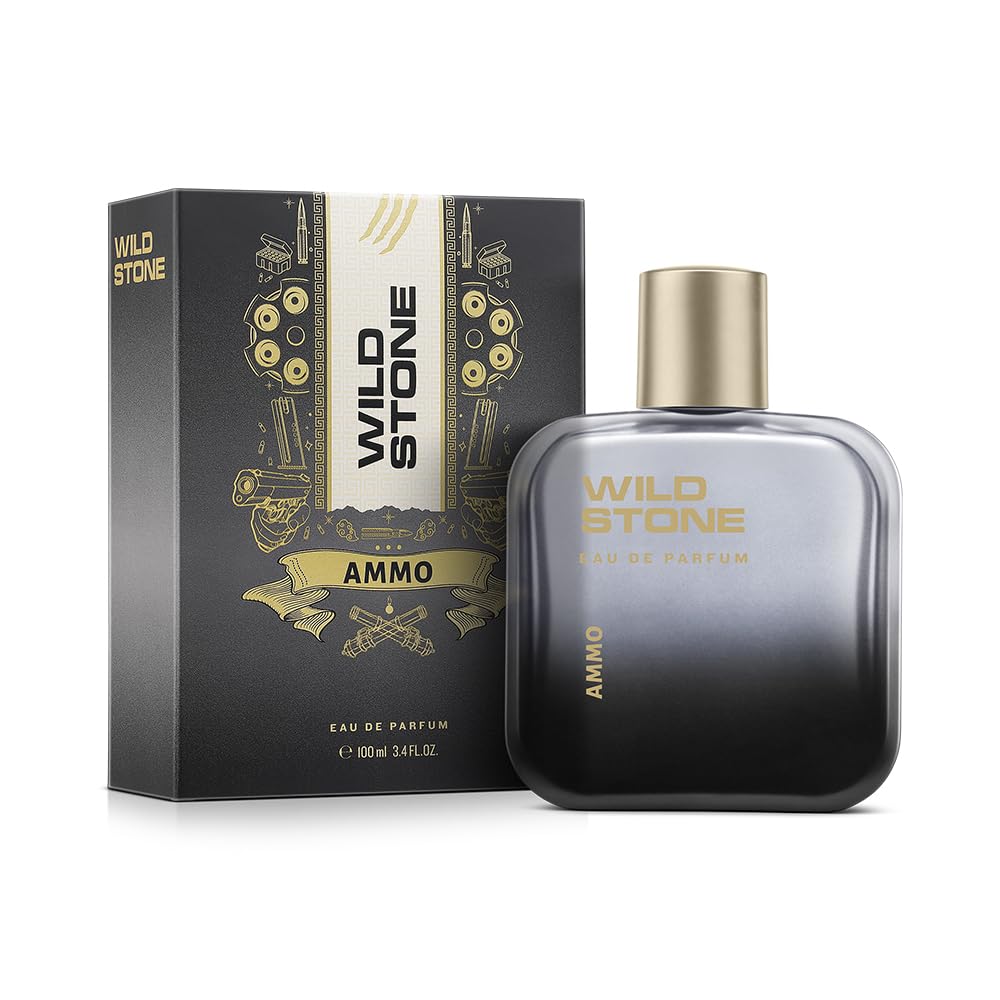 WILD
STONE
WILD
STONE
AMMO
EAU DE PARFUM
℮ 100 ml 3.4 FL.OZ.
WILD
STONE
EAU DE PARFUM
AMMO